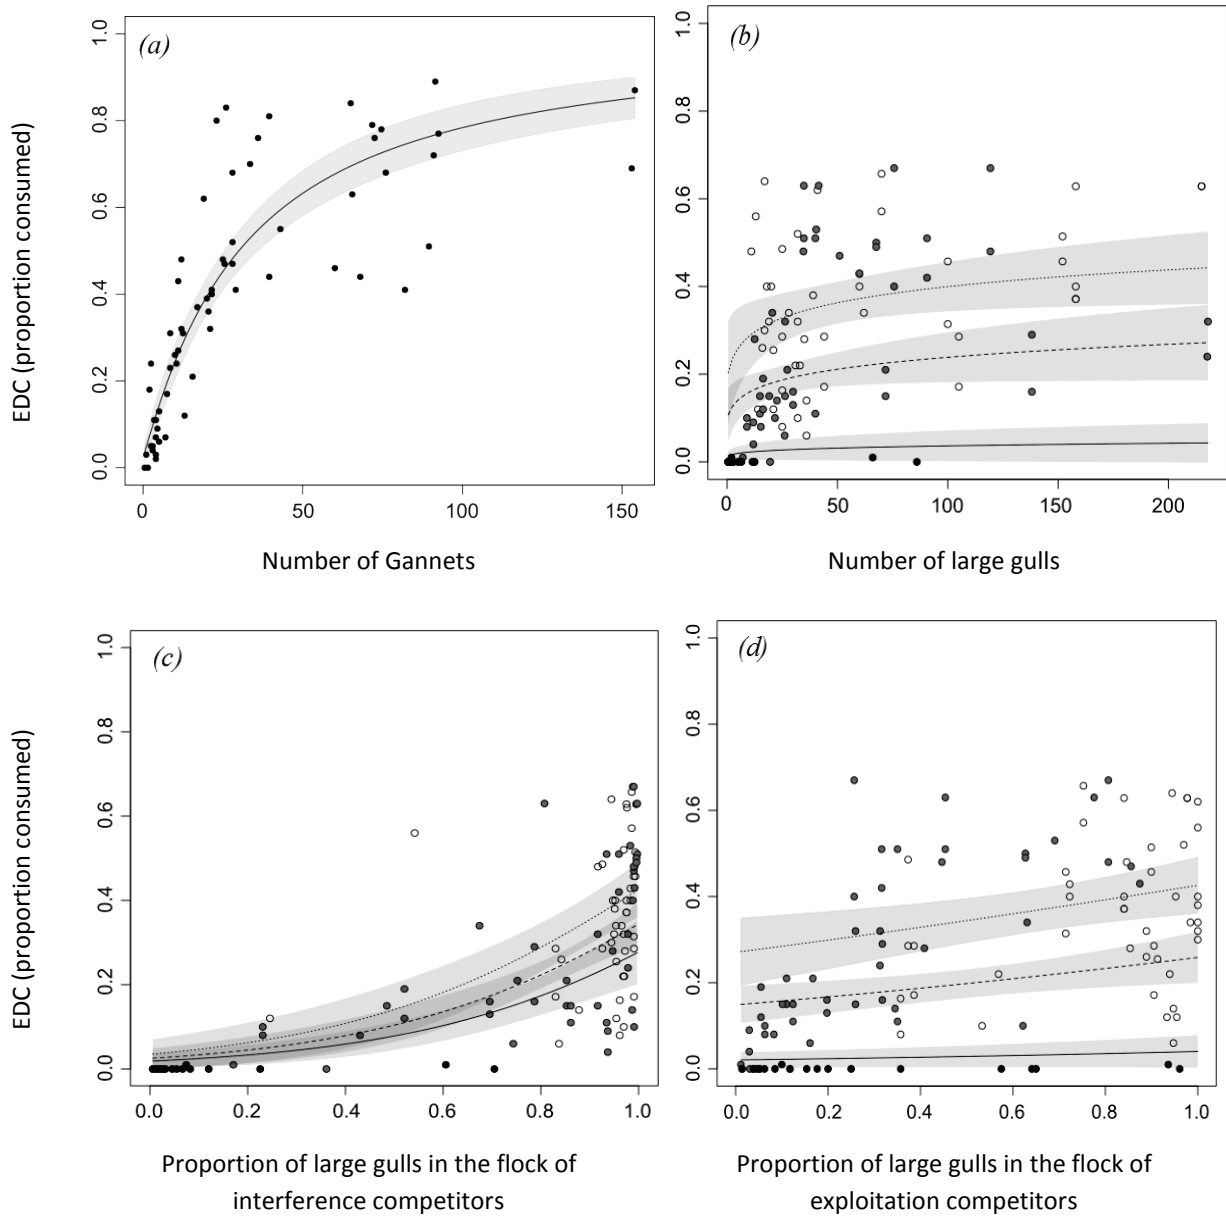 (a)
EDC (proportion consumed)
0.0 0.2 0.4 0.6 0.8 1.0
0 50 100 150
Number of Gannets
(b)
0.0 0.2 0.4 0.6 0.8 1.0
0 50 100 150 200
Number of large gulls
(c)
EDC (proportion consumed)
0.0 0.2 0.4 0.6 0.8 1.0
0.0 0.2 0.4 0.6 0.8 1.0
Proportion of large gulls in the flock of
interference competitors
(d)
0.0 0.2 0.4 0.6 0.8 1.0
0.0 0.2 0.4 0.6 0.8 1.0
Proportion of large gulls in the flock of
exploitation competitors